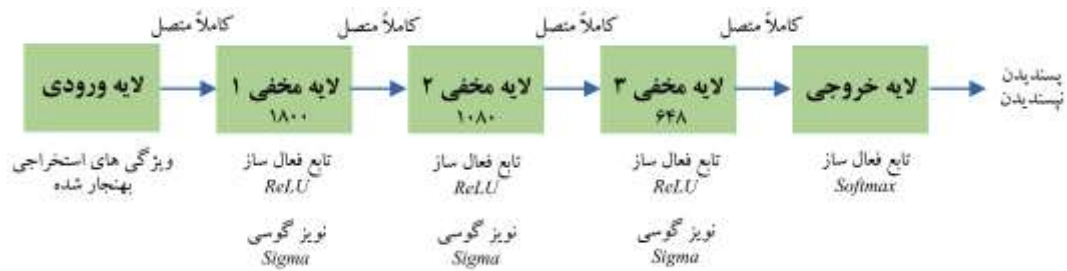 کاملاً متصل
کاملاً متصل
کاملاً متصل
کاملاً متصل
لایه ورودی
لایه مخفی ۱
۱۸۰۰
لایه مخفی ۲
۱۰۸۰
لایه مخفی ۳
۶۴۸
لایه خروجی
پسندیدن
نپسندیدن
ویژگی های استخراجی
بهنجار شده
تابع فعال ساز
ReLU
نویز گوسی
Sigma
تابع فعال ساز
ReLU
نویز گوسی
Sigma
تابع فعال ساز
ReLU
نویز گوسی
Sigma
تابع فعال ساز
Softmax